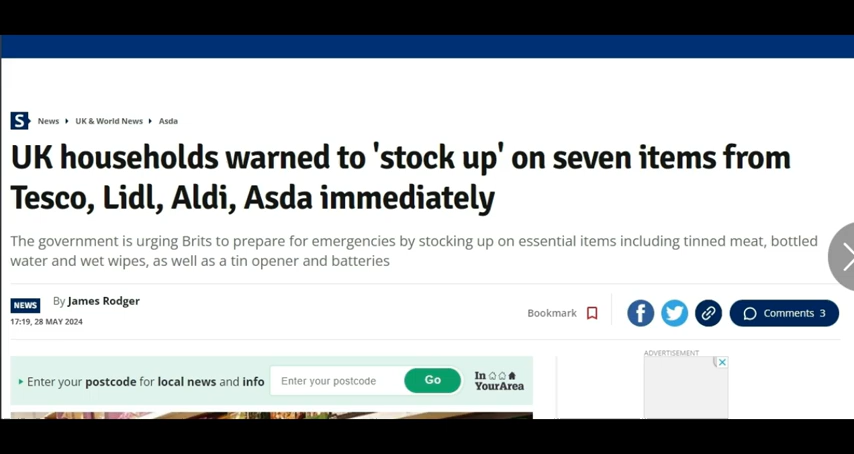 S News ▸ UK & World News ▸ Asda
UK households warned to 'stock up' on seven items from
Tesco, Lidl, Aldi, Asda immediately
The government is urging Brits to prepare for emergencies by stocking up on essential items including tinned meat, bottled
water and wet wipes, as well as a tin opener and batteries
NEWS By James Rodger
17:19, 28 MAY 2024
Bookmark
Comments 3
ADVERTISEMENT
Enter your postcode for local news and info
Enter your postcode
Go
In
YourArea